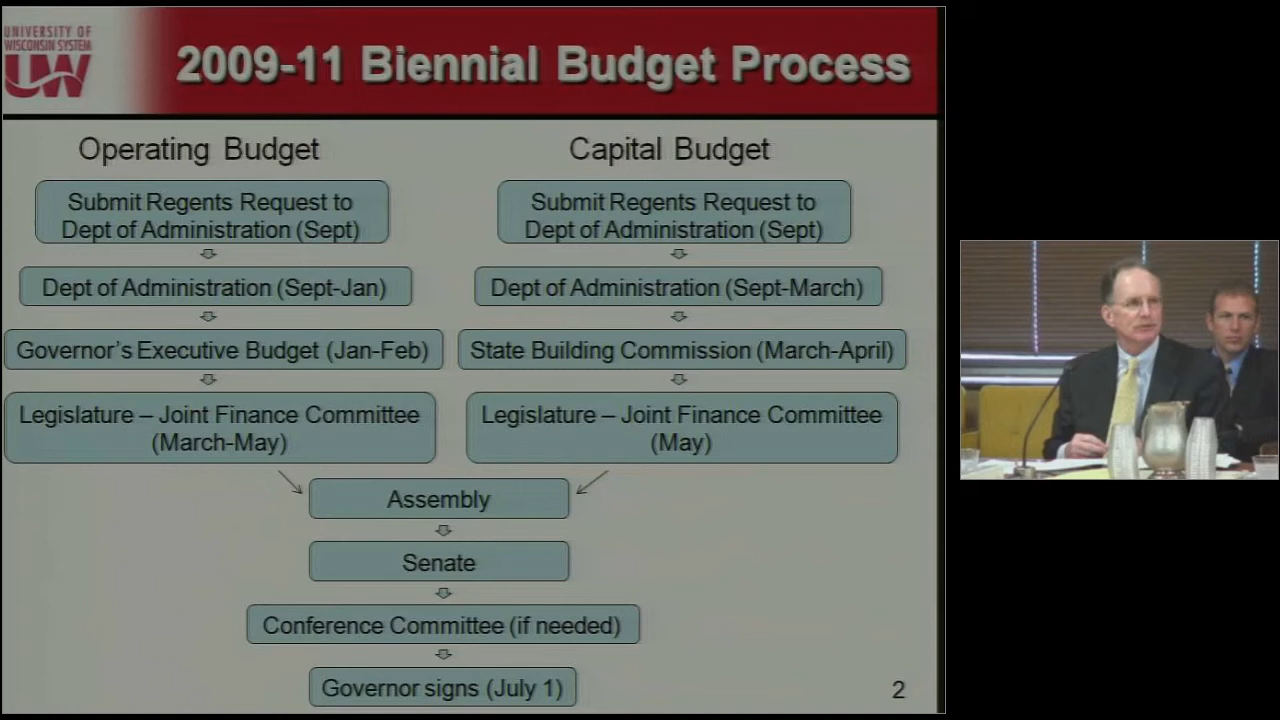 UNIVERSITY OF
WISCONSIN SYSTEM
UW
2009-11 Biennial Budget Process
Operating Budget
Submit Regents Request to
Dept of Administration (Sept)
Dept of Administration (Sept-Jan)
Governor's Executive Budget (Jan-Feb)
Legislature – Joint Finance Committee
(March-May)
Capital Budget
Submit Regents Request to
Dept of Administration (Sept)
Dept of Administration (Sept-March)
State Building Commission (March-April)
Legislature – Joint Finance Committee
(May)
Assembly
Senate
Conference Committee (if needed)
Governor signs (July 1)
2